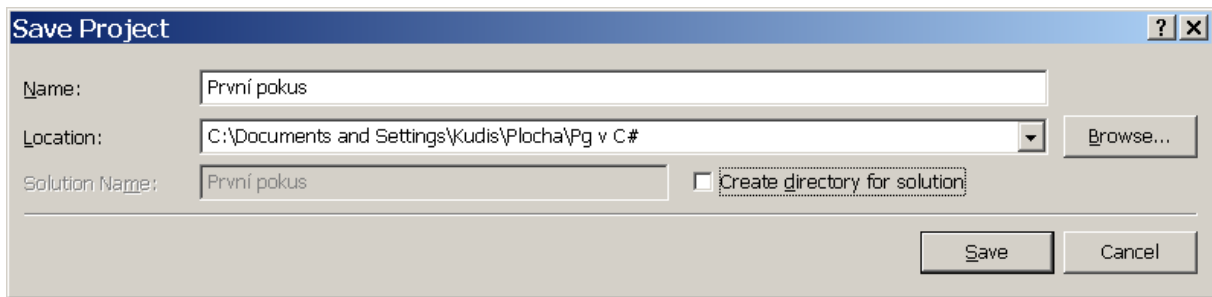 Save Project
Name: První pokus
Location: C:\Documents and Settings\Kudis\Plocha\Pg v C# Browse...
Solution Name: První pokus Create directory for solution
Save Cancel